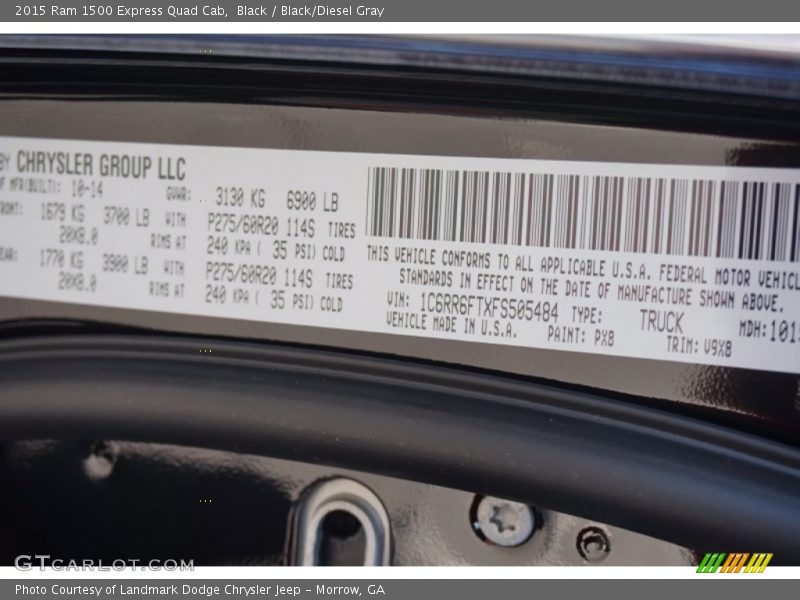 2015 Ram 1500 Express Quad Cab, Black / Black/Diesel Gray
BY CHRYSLER GROUP LLC
OF MFR(BUILT): 10-14 GVWR: 3130 KG 6900 LB
FRONT: 1679 KG 3700 LB WITH P275/60R20 114S TIRES
20X8.0 RIMS AT 240 KPA ( 35 PSI) COLD
REAR: 1770 KG 3900 LB WITH P275/60R20 114S TIRES
20X8.0 RIMS AT 240 KPA ( 35 PSI) COLD
THIS VEHICLE CONFORMS TO ALL APPLICABLE U.S.A. FEDERAL MOTOR VEHICL
STANDARDS IN EFFECT ON THE DATE OF MANUFACTURE SHOWN ABOVE.
VIN: 1C6RR6FTXFS505484 TYPE: TRUCK MDH: 101
VEHICLE MADE IN U.S.A. PAINT: PX8 TRIM: V9X8
GTCARLOT.COM
Photo Courtesy of Landmark Dodge Chrysler Jeep – Morrow, GA